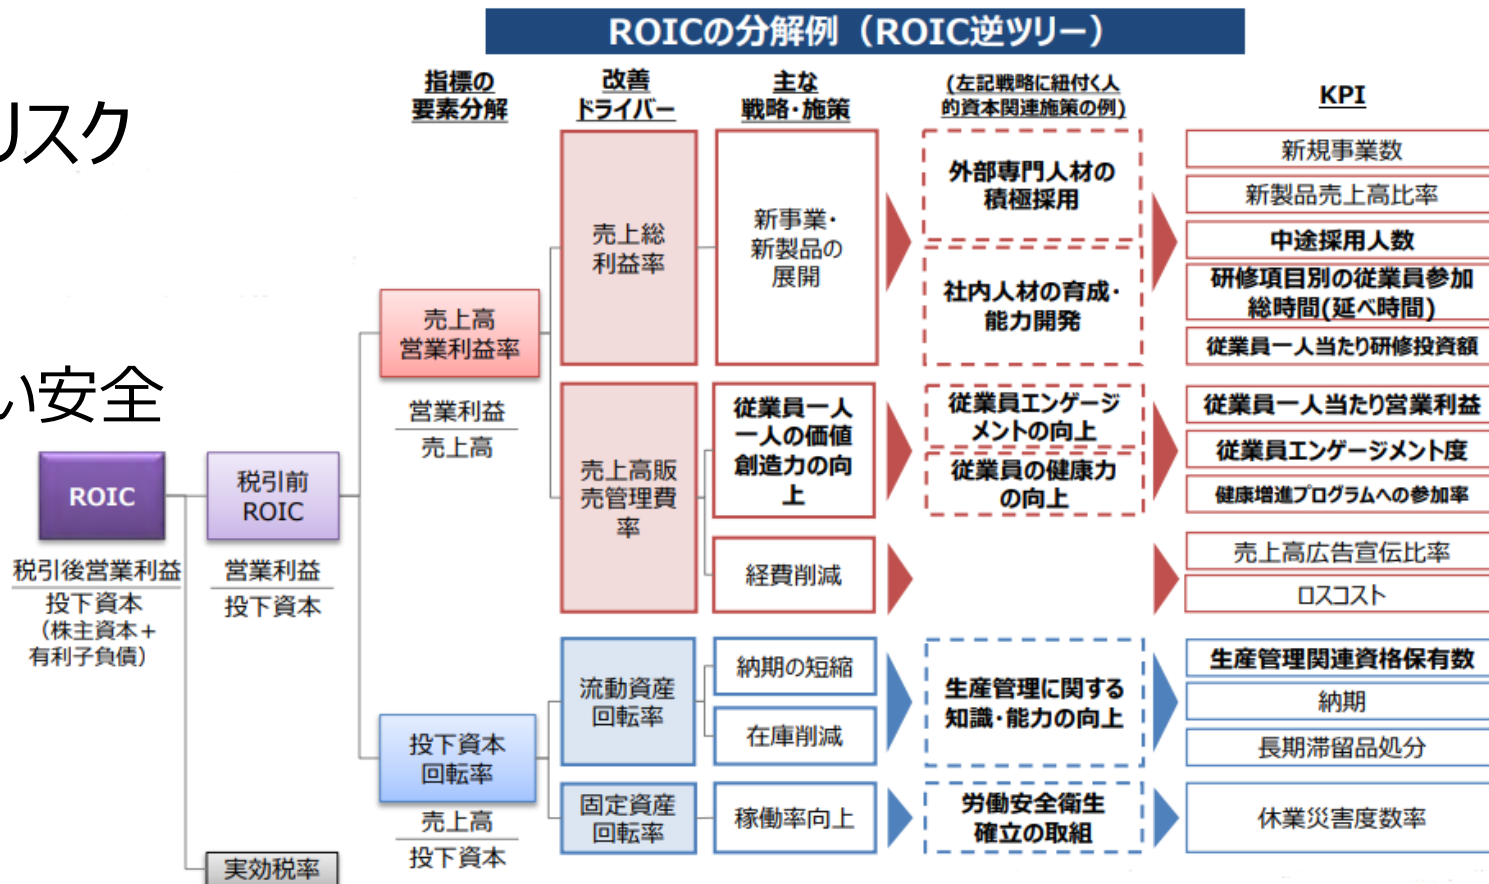 ROICの分解例(ROIC逆ツリー)
リスク
い安全
指標の
要素分解
改善
ドライバー
主な
戦略・施策
(左記戦略に紐付く人
的資本関連施策の例)
KPI
ROIC
税引後営業利益
投下資本
(株主資本+
有利子負債)
税引前
ROIC
営業利益
投下資本
実効税率
売上高
営業利益率
営業利益
売上高
投下資本
回転率
売上高
投下資本
売上総
利益率
新事業・
新製品の
展開
外部専門人材の
積極採用
社内人材の育成・
能力開発
新規事業数
新製品売上高比率
中途採用人数
研修項目別の従業員参加
総時間(延べ時間)
従業員一人当たり研修投資額
売上高販
売管理費
率
従業員一人
一人の価値
創造力の向
上
従業員エンゲージ
メントの向上
従業員の健康力
の向上
従業員一人当たり営業利益
従業員エンゲージメント度
健康増進プログラムへの参加率
経費削減
売上高広告宣伝比率
ロスコスト
流動資産
回転率
納期の短縮
在庫削減
生産管理に関する
知識・能力の向上
生産管理関連資格保有数
納期
長期滞留品処分
固定資産
回転率
稼働率向上
労働安全衛生
確立の取組
休業災害度数率